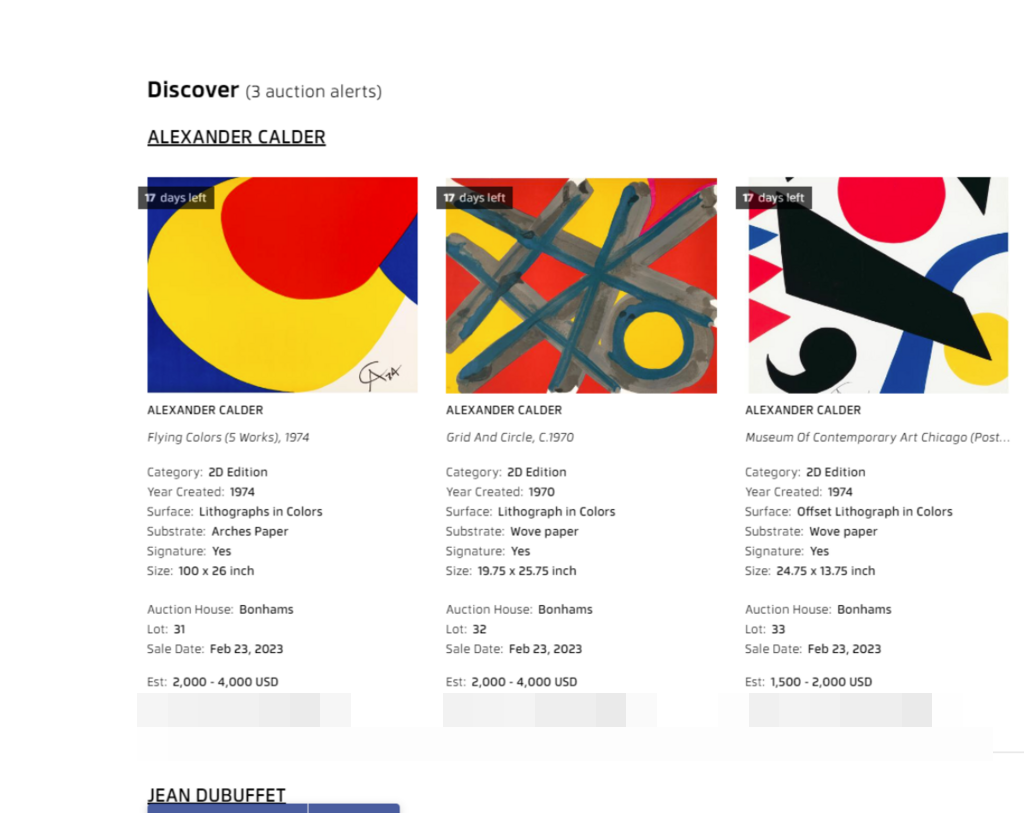 Discover (3 auction alerts)
ALEXANDER CALDER
17 days left
ALEXANDER CALDER
Flying Colors (5 Works), 1974
Category: 2D Edition
Year Created: 1974
Surface: Lithographs in Colors
Substrate: Arches Paper
Signature: Yes
Size: 100 x 26 inch
Auction House: Bonhams
Lot: 31
Sale Date: Feb 23, 2023
Est: 2,000 - 4,000 USD
17 days left
ALEXANDER CALDER
Grid And Circle, C.1970
Category: 2D Edition
Year Created: 1970
Surface: Lithograph in Colors
Substrate: Wove paper
Signature: Yes
Size: 19.75 x 25.75 inch
Auction House: Bonhams
Lot: 32
Sale Date: Feb 23, 2023
Est: 2,000 - 4,000 USD
17 days left
ALEXANDER CALDER
Museum Of Contemporary Art Chicago (Post...
Category: 2D Edition
Year Created: 1974
Surface: Offset Lithograph in Colors
Substrate: Wove paper
Signature: Yes
Size: 24.75 x 13.75 inch
Auction House: Bonhams
Lot: 33
Sale Date: Feb 23, 2023
Est: 1,500 - 2,000 USD
JEAN DUBUFFET